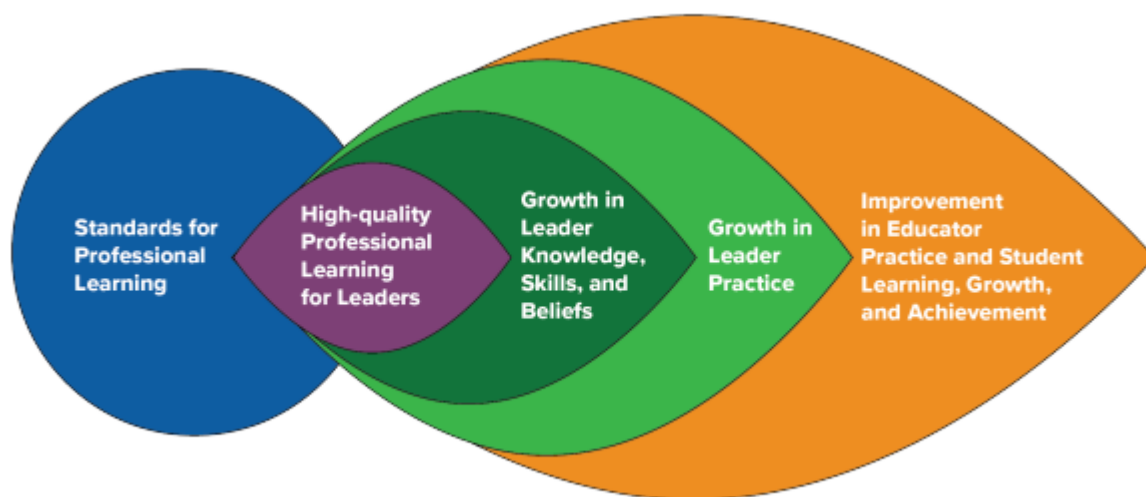 Standards for
Professional
Learning
High-quality
Professional
Learning
for Leaders
Growth in
Leader
Knowledge,
Skills, and
Beliefs
Growth in
Leader
Practice
Improvement
in Educator
Practice and Student
Learning, Growth,
and Achievement